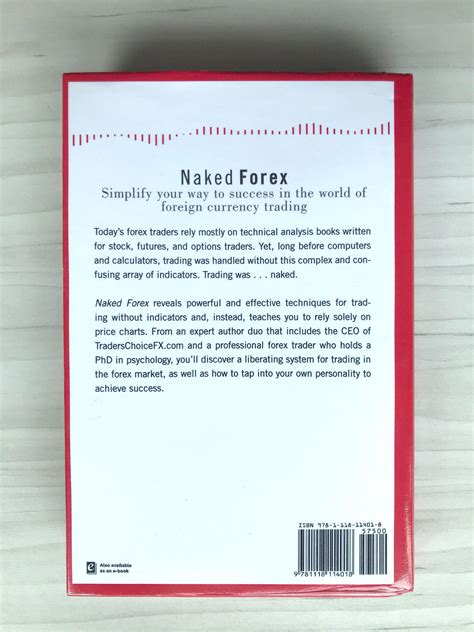 Naked Forex
Simplify your way to success in the world of
foreign currency trading
Today's forex traders rely mostly on technical analysis books written
for stock, futures, and options traders. Yet, long before computers
and calculators, trading was handled without this complex and con-
fusing array of indicators. Trading was . . . naked.
Naked Forex reveals powerful and effective techniques for trad-
ing without indicators and, instead, teaches you to rely solely on
price charts. From an expert author duo that includes the CEO of
TradersChoiceFX.com and a professional forex trader who holds a
PhD in psychology, you'll discover a liberating system for trading in
the forex market, as well as how to tap into your own personality to
achieve success.
ISBN 978-1-118-11401-8
57500
e
Also available
as an e-book
9 781118 114018